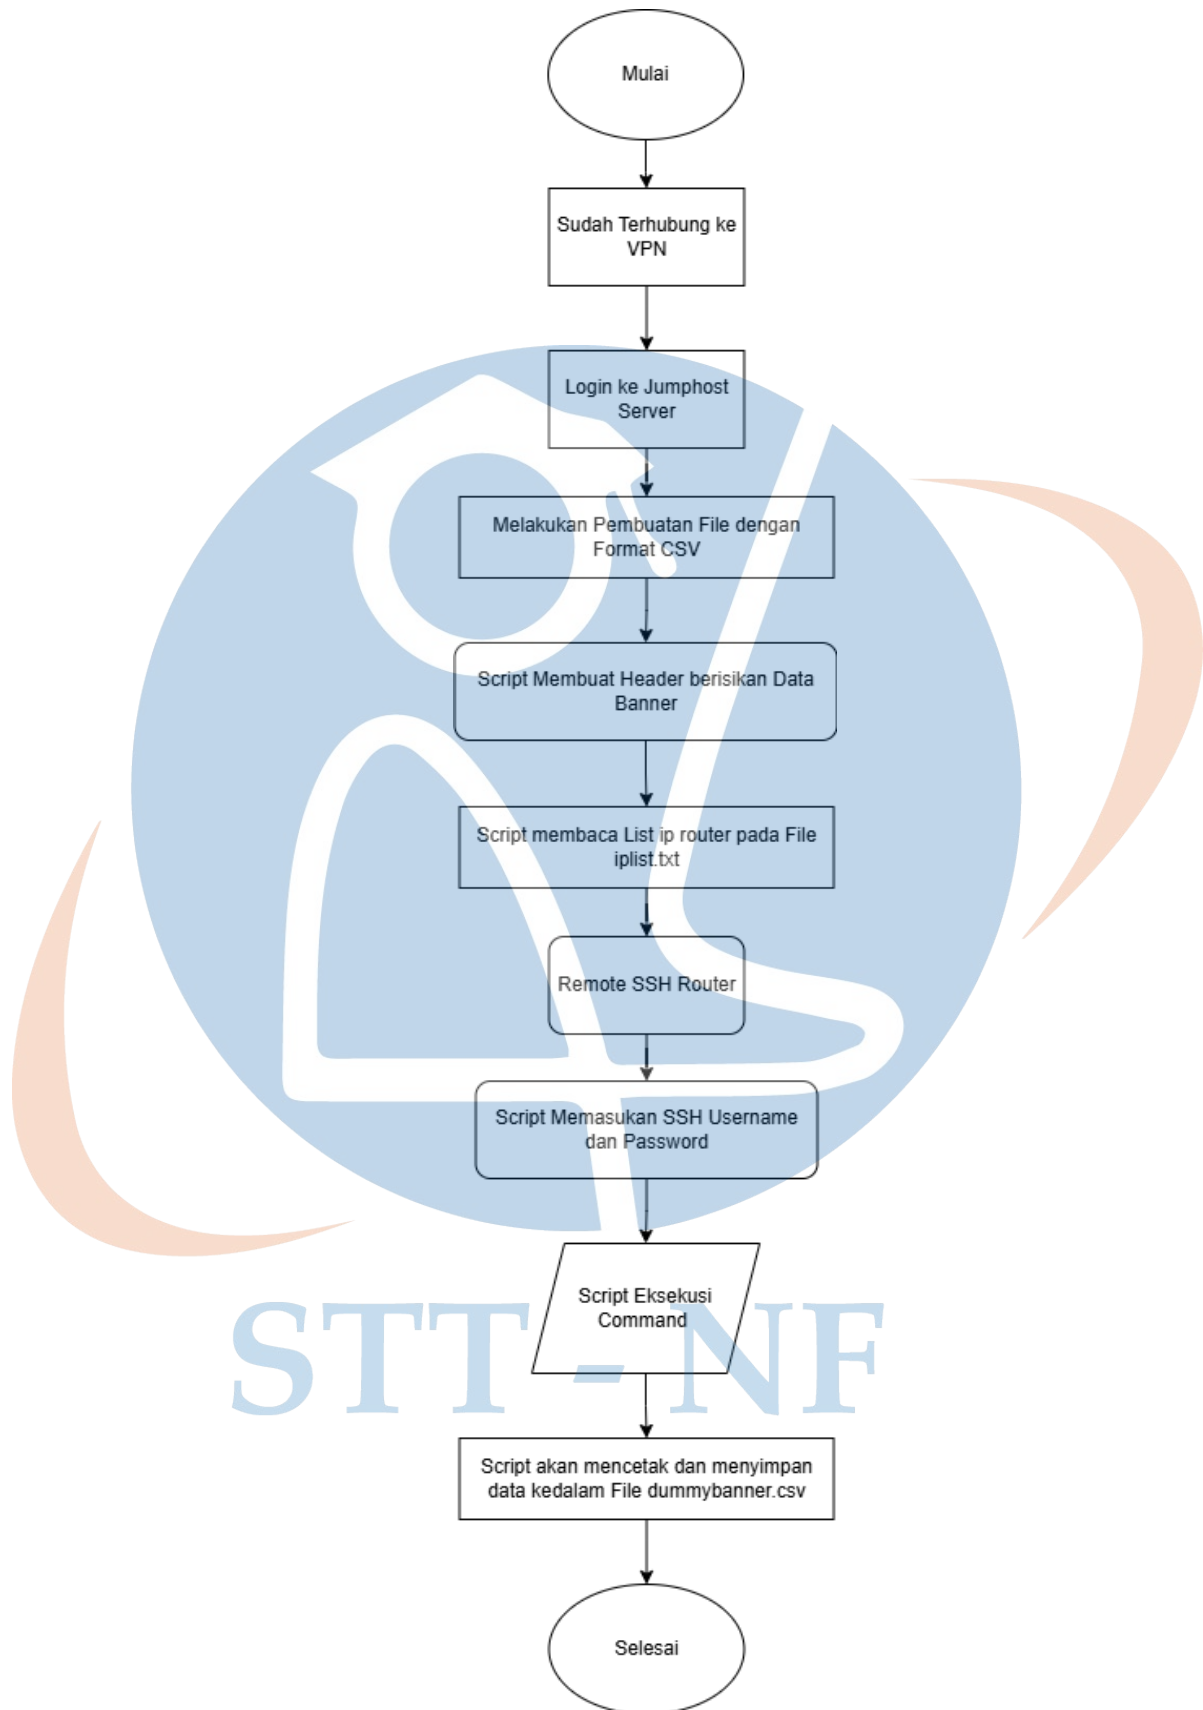 Mulai
Sudah Terhubung ke
VPN
Login ke Jumphost
Server
Melakukan Pembuatan File dengan
Format CSV
Script Membuat Header berisikan Data
Banner
Script membaca List ip router pada File
iplist.txt
Remote SSH Router
Script Memasukan SSH Username
dan Password
Script Eksekusi
Command
STT - NF
Script akan mencetak dan menyimpan
data kedalam File dummybanner.csv
Selesai